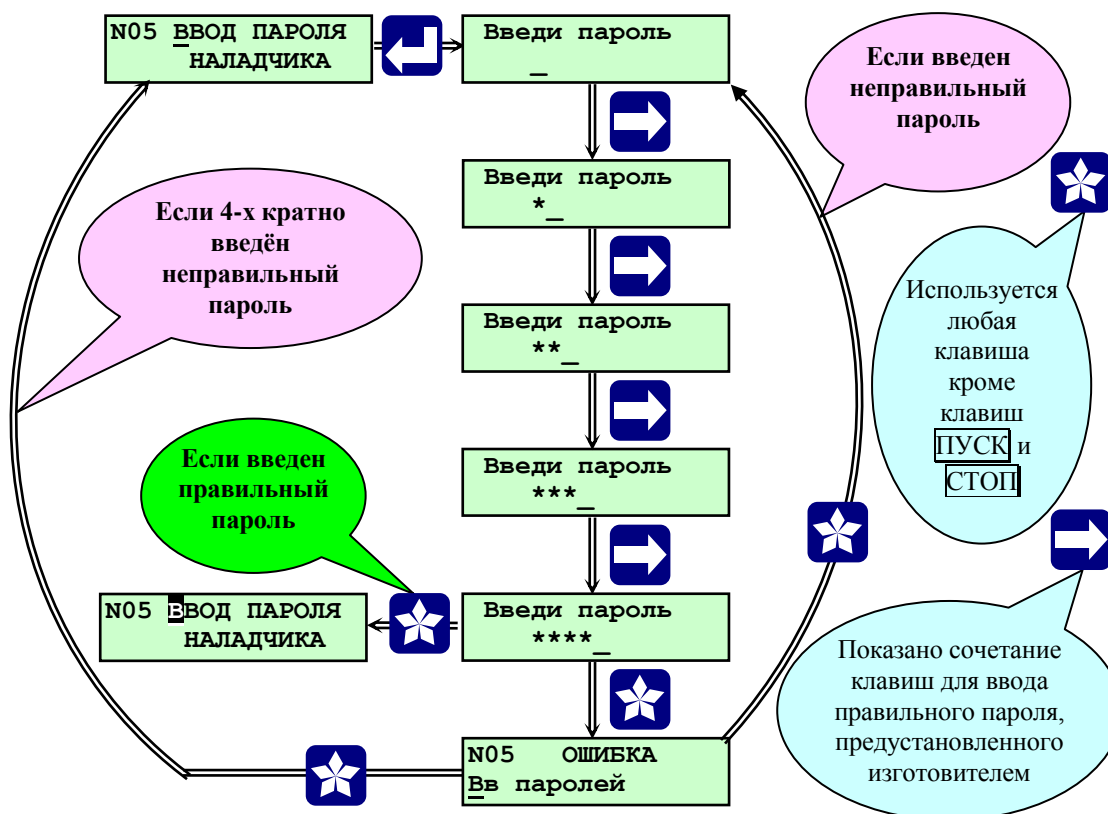 N05 ВВОД ПАРОЛЯ
НАЛАДЧИКА
Введи пароль
_
Если введен
неправильный
пароль
Введи пароль
*_
Если 4-х кратно
введён
неправильный
пароль
Используется
любая
клавиша
кроме
клавиш
ПУСК и
СТОП
Введи пароль
**_
Если введен
правильный
пароль
Введи пароль
***_
N05 ВВОД ПАРОЛЯ
НАЛАДЧИКА
Введи пароль
****_
Показано сочетание
клавиш для ввода
правильного пароля,
предустановленного
изготовителем
N05 ОШИБКА
Вв паролей